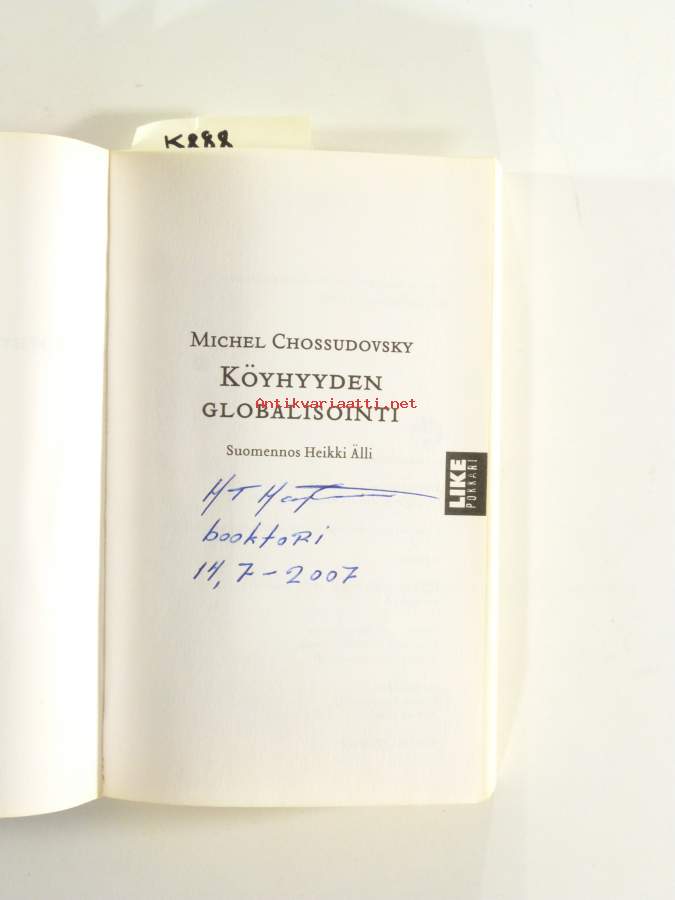 K888
MICHEL CHOSSUDOVSKY
KÖYHYYDEN
Antikvariaatti.net
GLOBALISOINTI
Suomennos Heikki Älli
LIKE
POKKARI
booktori
14,7-2007